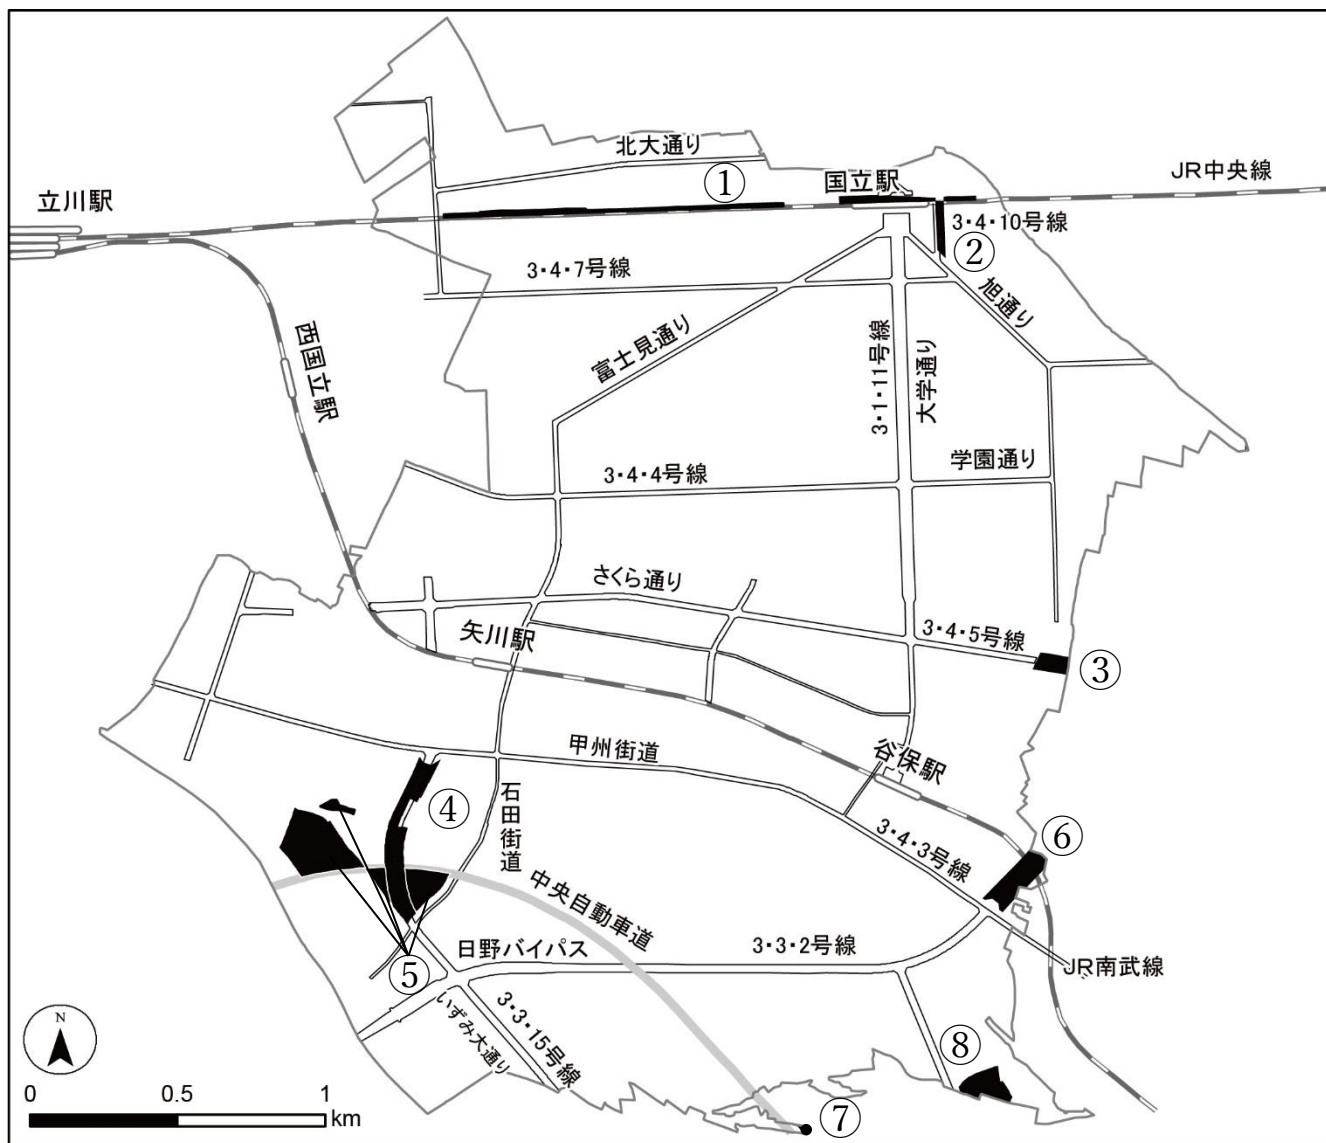 北大通り
①
国立駅
JR中央線
立川駅
3・4・10号線
②
3・4・7号線
旭通り
富士見通り
3・1・11号線
大学通り
西国立駅
学園通り
3・4・4号線
さくら通り
矢川駅
3・4・5号線
③
甲州街道
谷保駅
④
石田街道
3・4・3号線
⑥
中央自動車道
日野バイパス
3・3・2号線
⑤
JR南武線
いずみ大通り
3・3・15号線
N
⑧
⑦
0 0.5 1
km